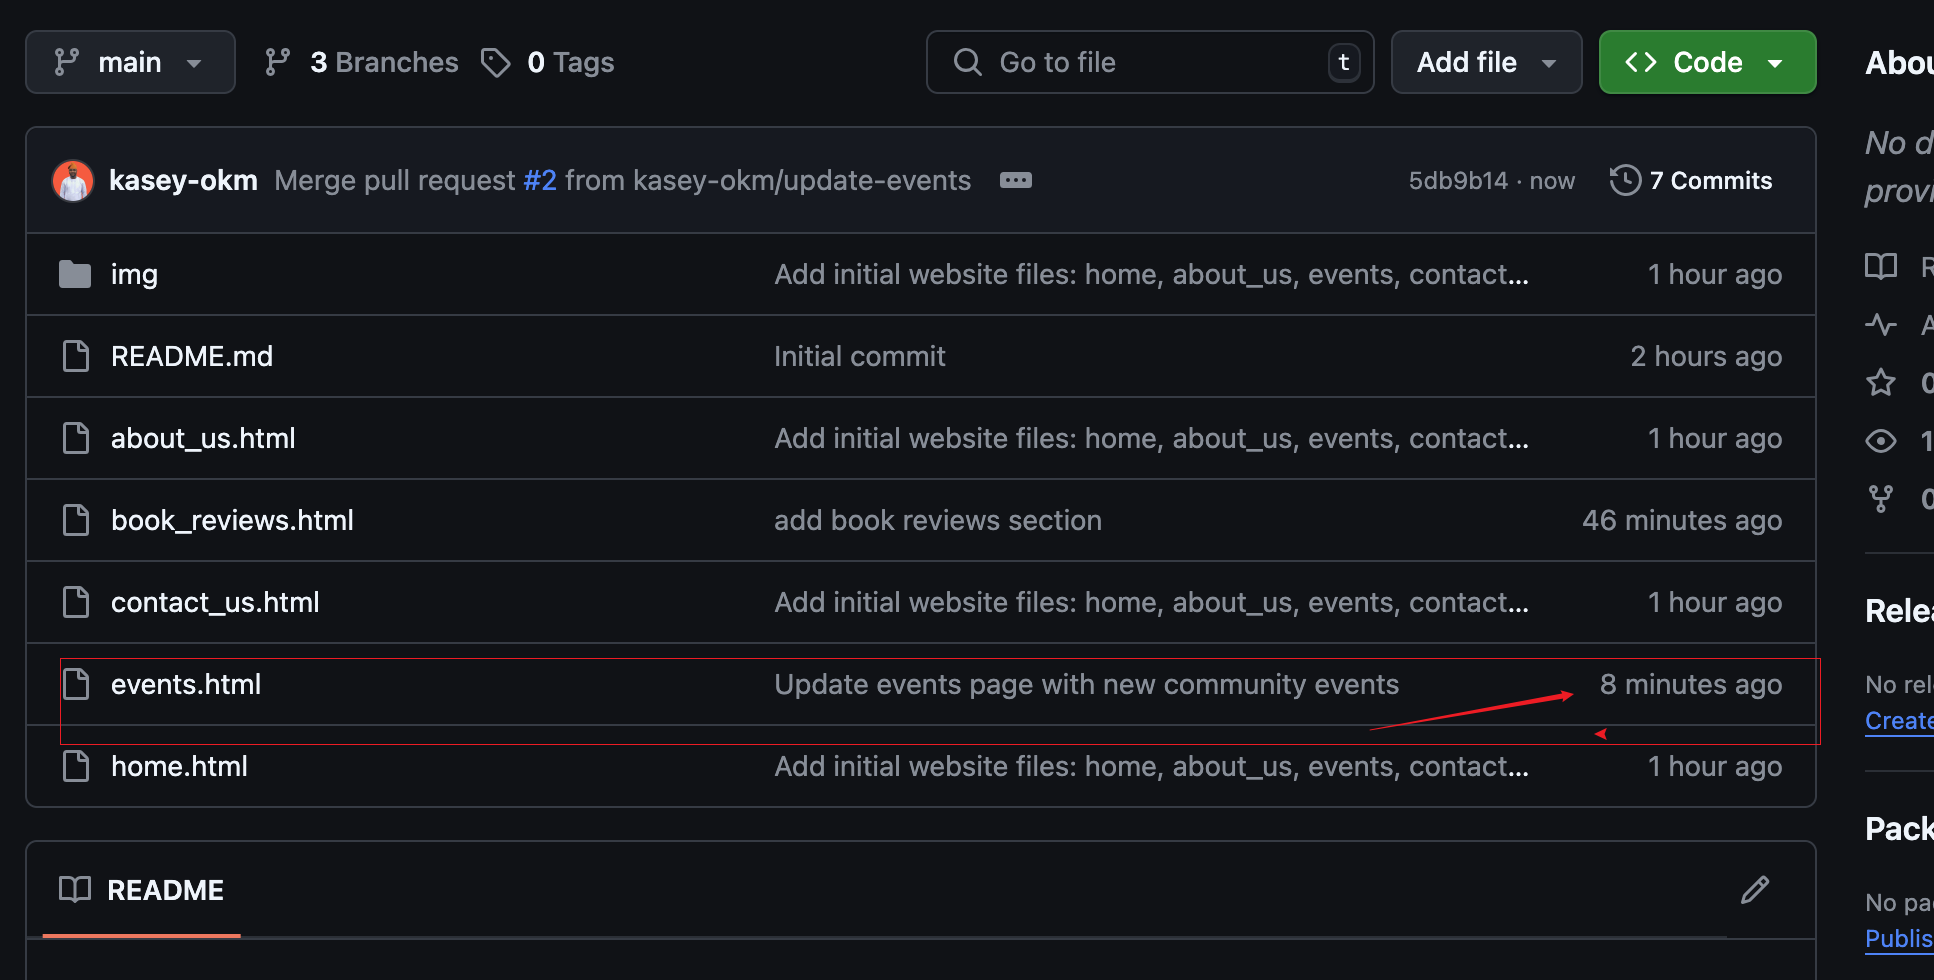 main
3 Branches
0 Tags
Go to file
t
Add file
Code
kasey-okm Merge pull request #2 from kasey-okm/update-events
5db9b14 · now
7 Commits
img Add initial website files: home, about_us, events, contact... 1 hour ago
README.md Initial commit 2 hours ago
about_us.html Add initial website files: home, about_us, events, contact... 1 hour ago
book_reviews.html add book reviews section 46 minutes ago
contact_us.html Add initial website files: home, about_us, events, contact... 1 hour ago
events.html Update events page with new community events 8 minutes ago
home.html Add initial website files: home, about_us, events, contact... 1 hour ago
README
Abou
No d
provi
R
A
0
1
0
Relea
No rele
Create
Pack
No pac
Publis